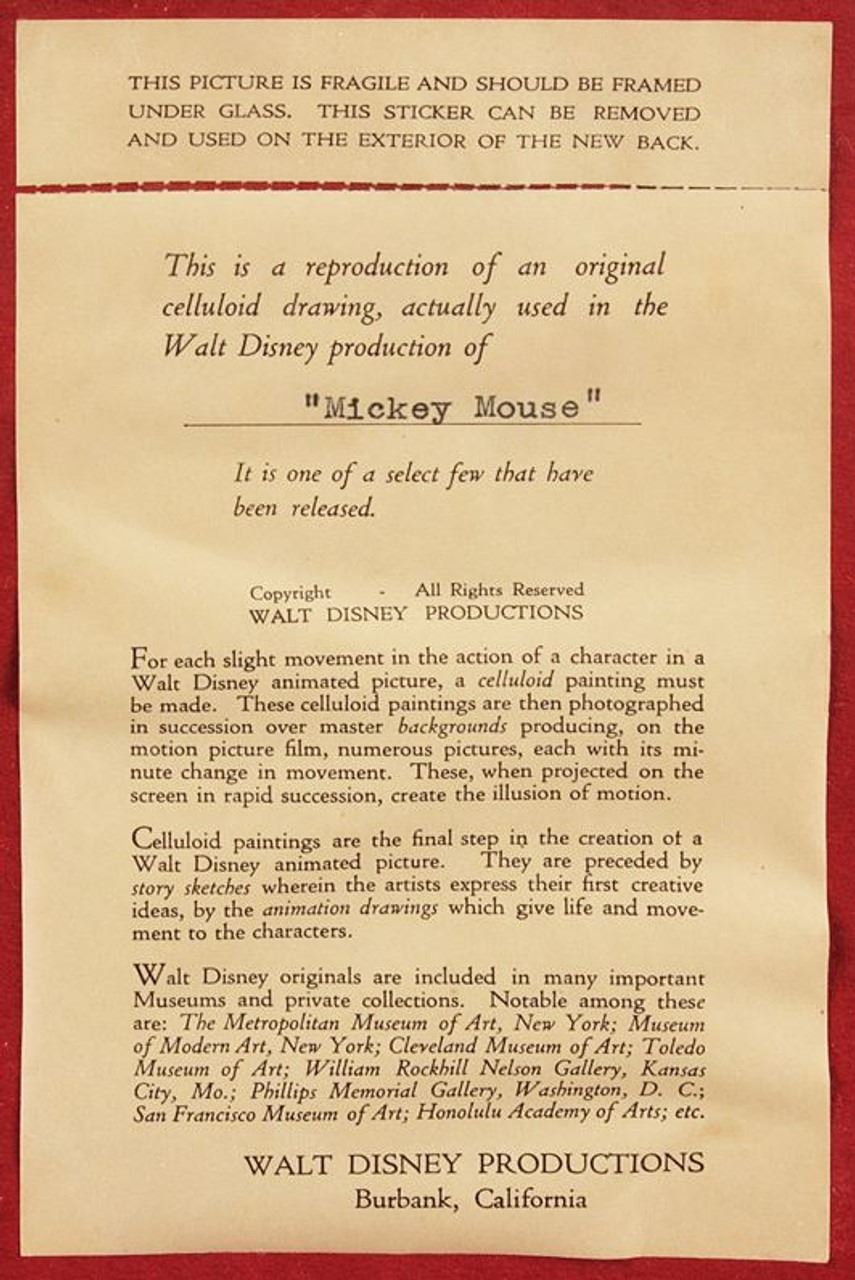 THIS PICTURE IS FRAGILE AND SHOULD BE FRAMED
UNDER GLASS. THIS STICKER CAN BE REMOVED
AND USED ON THE EXTERIOR OF THE NEW BACK.
This is a reproduction of an original
celluloid drawing, actually used in the
Walt Disney production of
"Mickey Mouse"
It is one of a select few that have
been released.
Copyright - All Rights Reserved
WALT DISNEY PRODUCTIONS
For each slight movement in the action of a character in a
Walt Disney animated picture, a celluloid painting must
be made. These celluloid paintings are then photographed
in succession over master backgrounds producing, on the
motion picture film, numerous pictures, each with its mi-
nute change in movement. These, when projected on the
screen in rapid succession, create the illusion of motion.
Celluloid paintings are the final step in the creation of a
Walt Disney animated picture. They are preceded by
story sketches wherein the artists express their first creative
ideas, by the animation drawings which give life and move-
ment to the characters.
Walt Disney originals are included in many important
Museums and private collections. Notable among these
are: The Metropolitan Museum of Art, New York; Museum
of Modern Art, New York; Cleveland Museum of Art; Toledo
Museum of Art; William Rockhill Nelson Gallery, Kansas
City, Mo.; Phillips Memorial Gallery, Washington, D. C.;
San Francisco Museum of Art; Honolulu Academy of Arts; etc.
WALT DISNEY PRODUCTIONS
Burbank, California